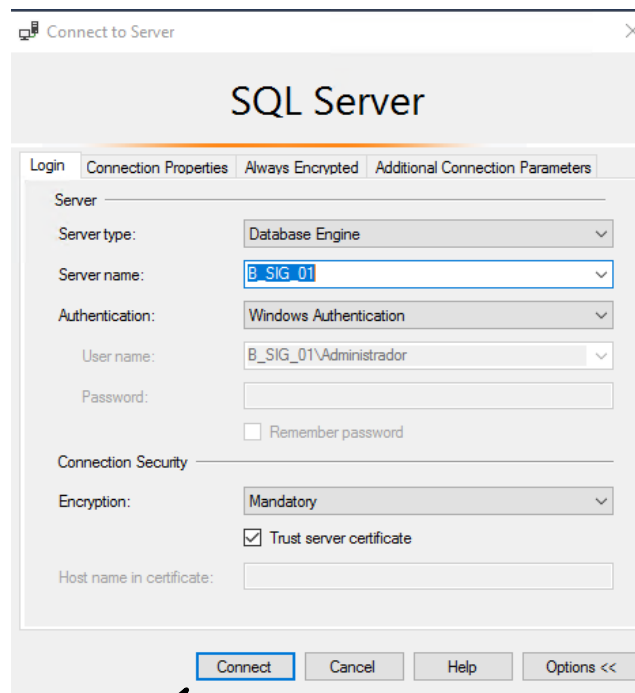 Connect to Server
SQL Server
Login Connection Properties Always Encrypted Additional Connection Parameters
Server
Server type: Database Engine
Server name: B_SIG_01
Authentication: Windows Authentication
User name: B_SIG_01\Administrador
Password:
Remember password
Connection Security
Encryption: Mandatory
Trust server certificate
Host name in certificate:
Connect Cancel Help Options <<